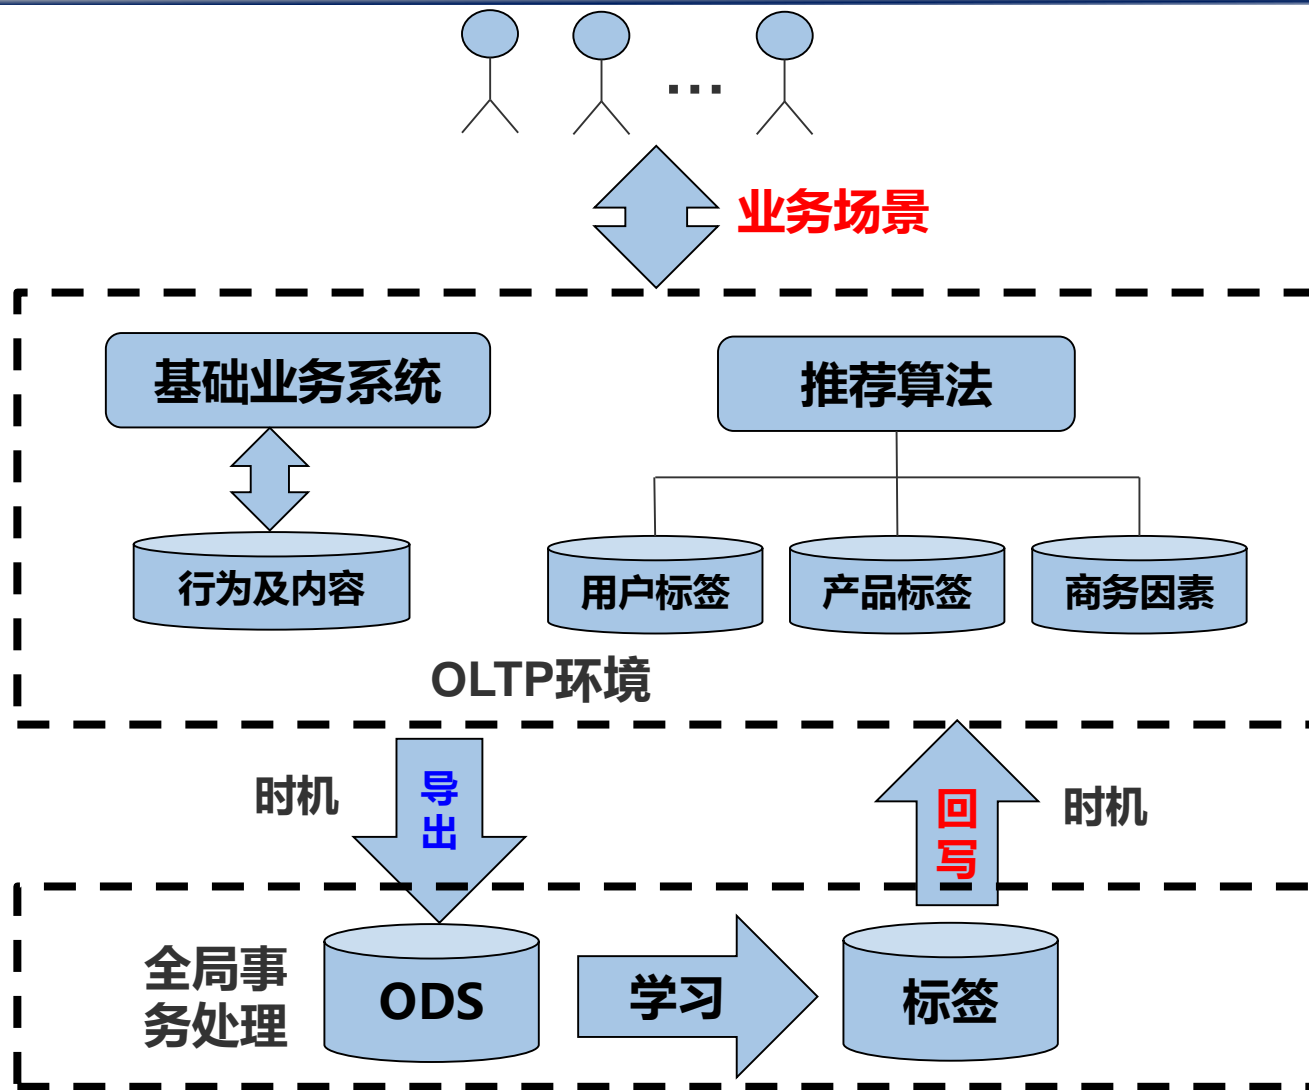 …
业务场景
基础业务系统
推荐算法
行为及内容
用户标签
产品标签
商务因素
OLTP环境
时机
导
出
回
写
时机
全局事
务处理
ODS
学习
标签